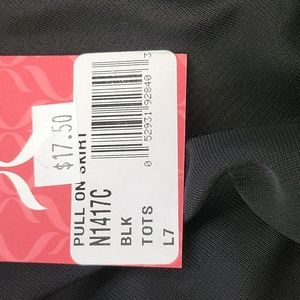 $17.50
PULL ON SKIRT
N1417C
BLK
TOTS
L7
0 52931 92840 3